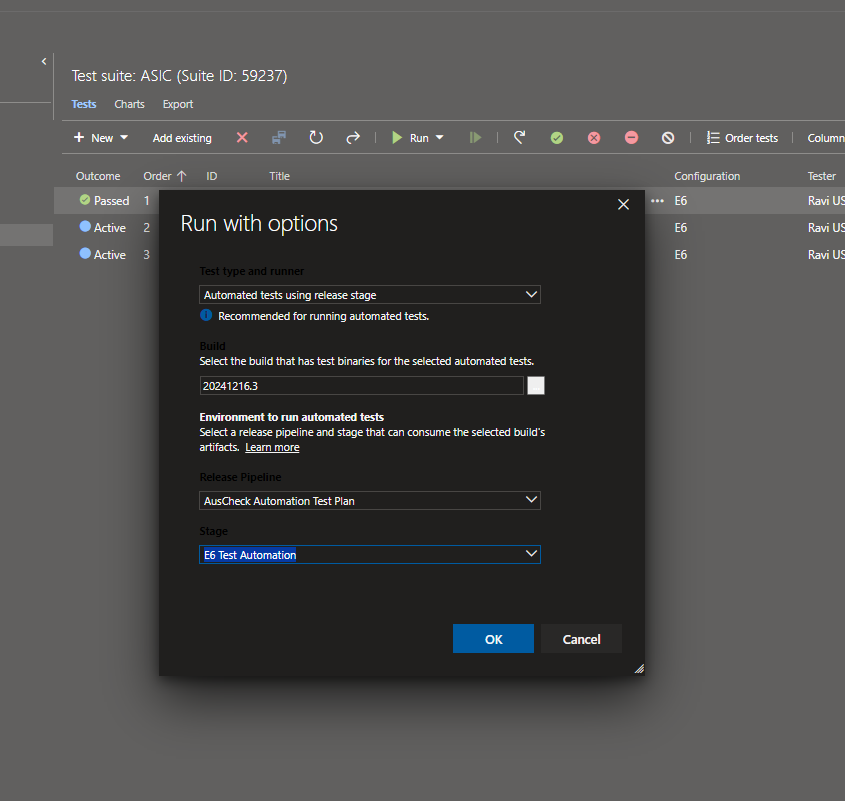 Test suite: ASIC (Suite ID: 59237)
Tests Charts Export
New Add existing Run Order tests Column
Outcome Order ID Title Configuration Tester
Passed 1 E6 Ravi US
Active 2 E6 Ravi US
Active 3 E6 Ravi US
Run with options
Test type and runner
Automated tests using release stage
Recommended for running automated tests.
Build
Select the build that has test binaries for the selected automated tests.
20241216.3
Environment to run automated tests
Select a release pipeline and stage that can consume the selected build's
artifacts. Learn more
Release Pipeline
AusCheck Automation Test Plan
Stage
E6 Test Automation
OK Cancel